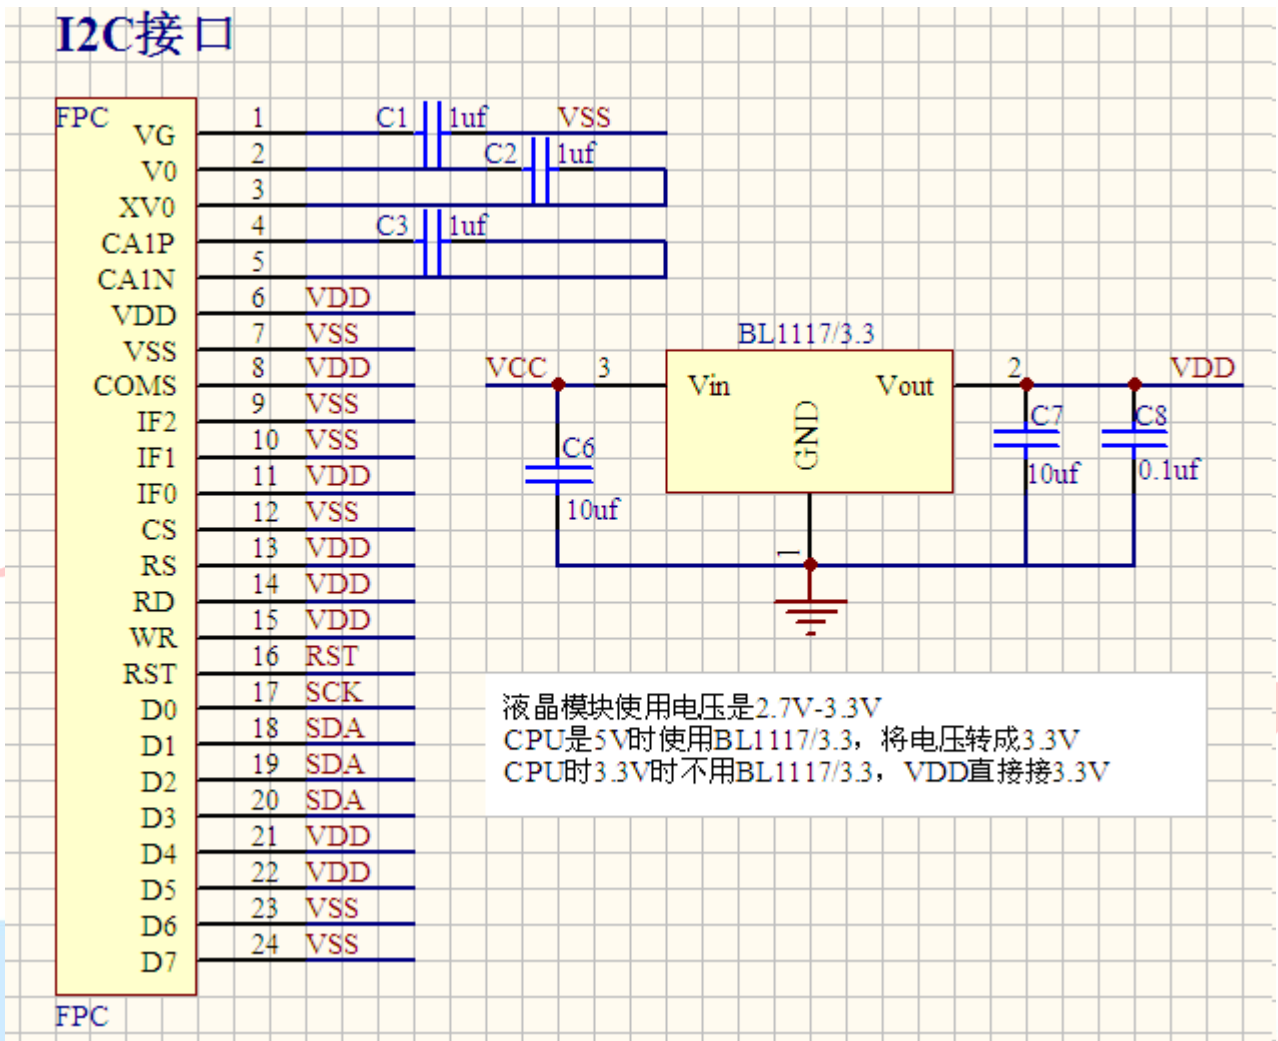 I2C接口
FPC
VG 1 C1 1uf VSS
V0 2 C2 1uf
XV0 3
CA1P 4 C3 1uf
CA1N 5
VDD 6 VDD
VSS 7 VSS
COMS 8 VDD
IF2 9 VSS
IF1 10 VSS
IF0 11 VDD
CS 12 VSS
RS 13 VDD
RD 14 VDD
WR 15 VDD
RST 16 RST
D0 17 SCK
D1 18 SDA
D2 19 SDA
D3 20 SDA
D4 21 VDD
D5 22 VDD
D6 23 VSS
D7 24 VSS
FPC
BL1117/3.3
VCC 3 Vin Vout 2 VDD
GND
C6
10uf
C7
10uf
C8
0.1uf
1
液晶模块使用电压是2.7V-3.3V
CPU是5V时使用BL1117/3.3，将电压转成3.3V
CPU时3.3V时不用BL1117/3.3，VDD直接接3.3V